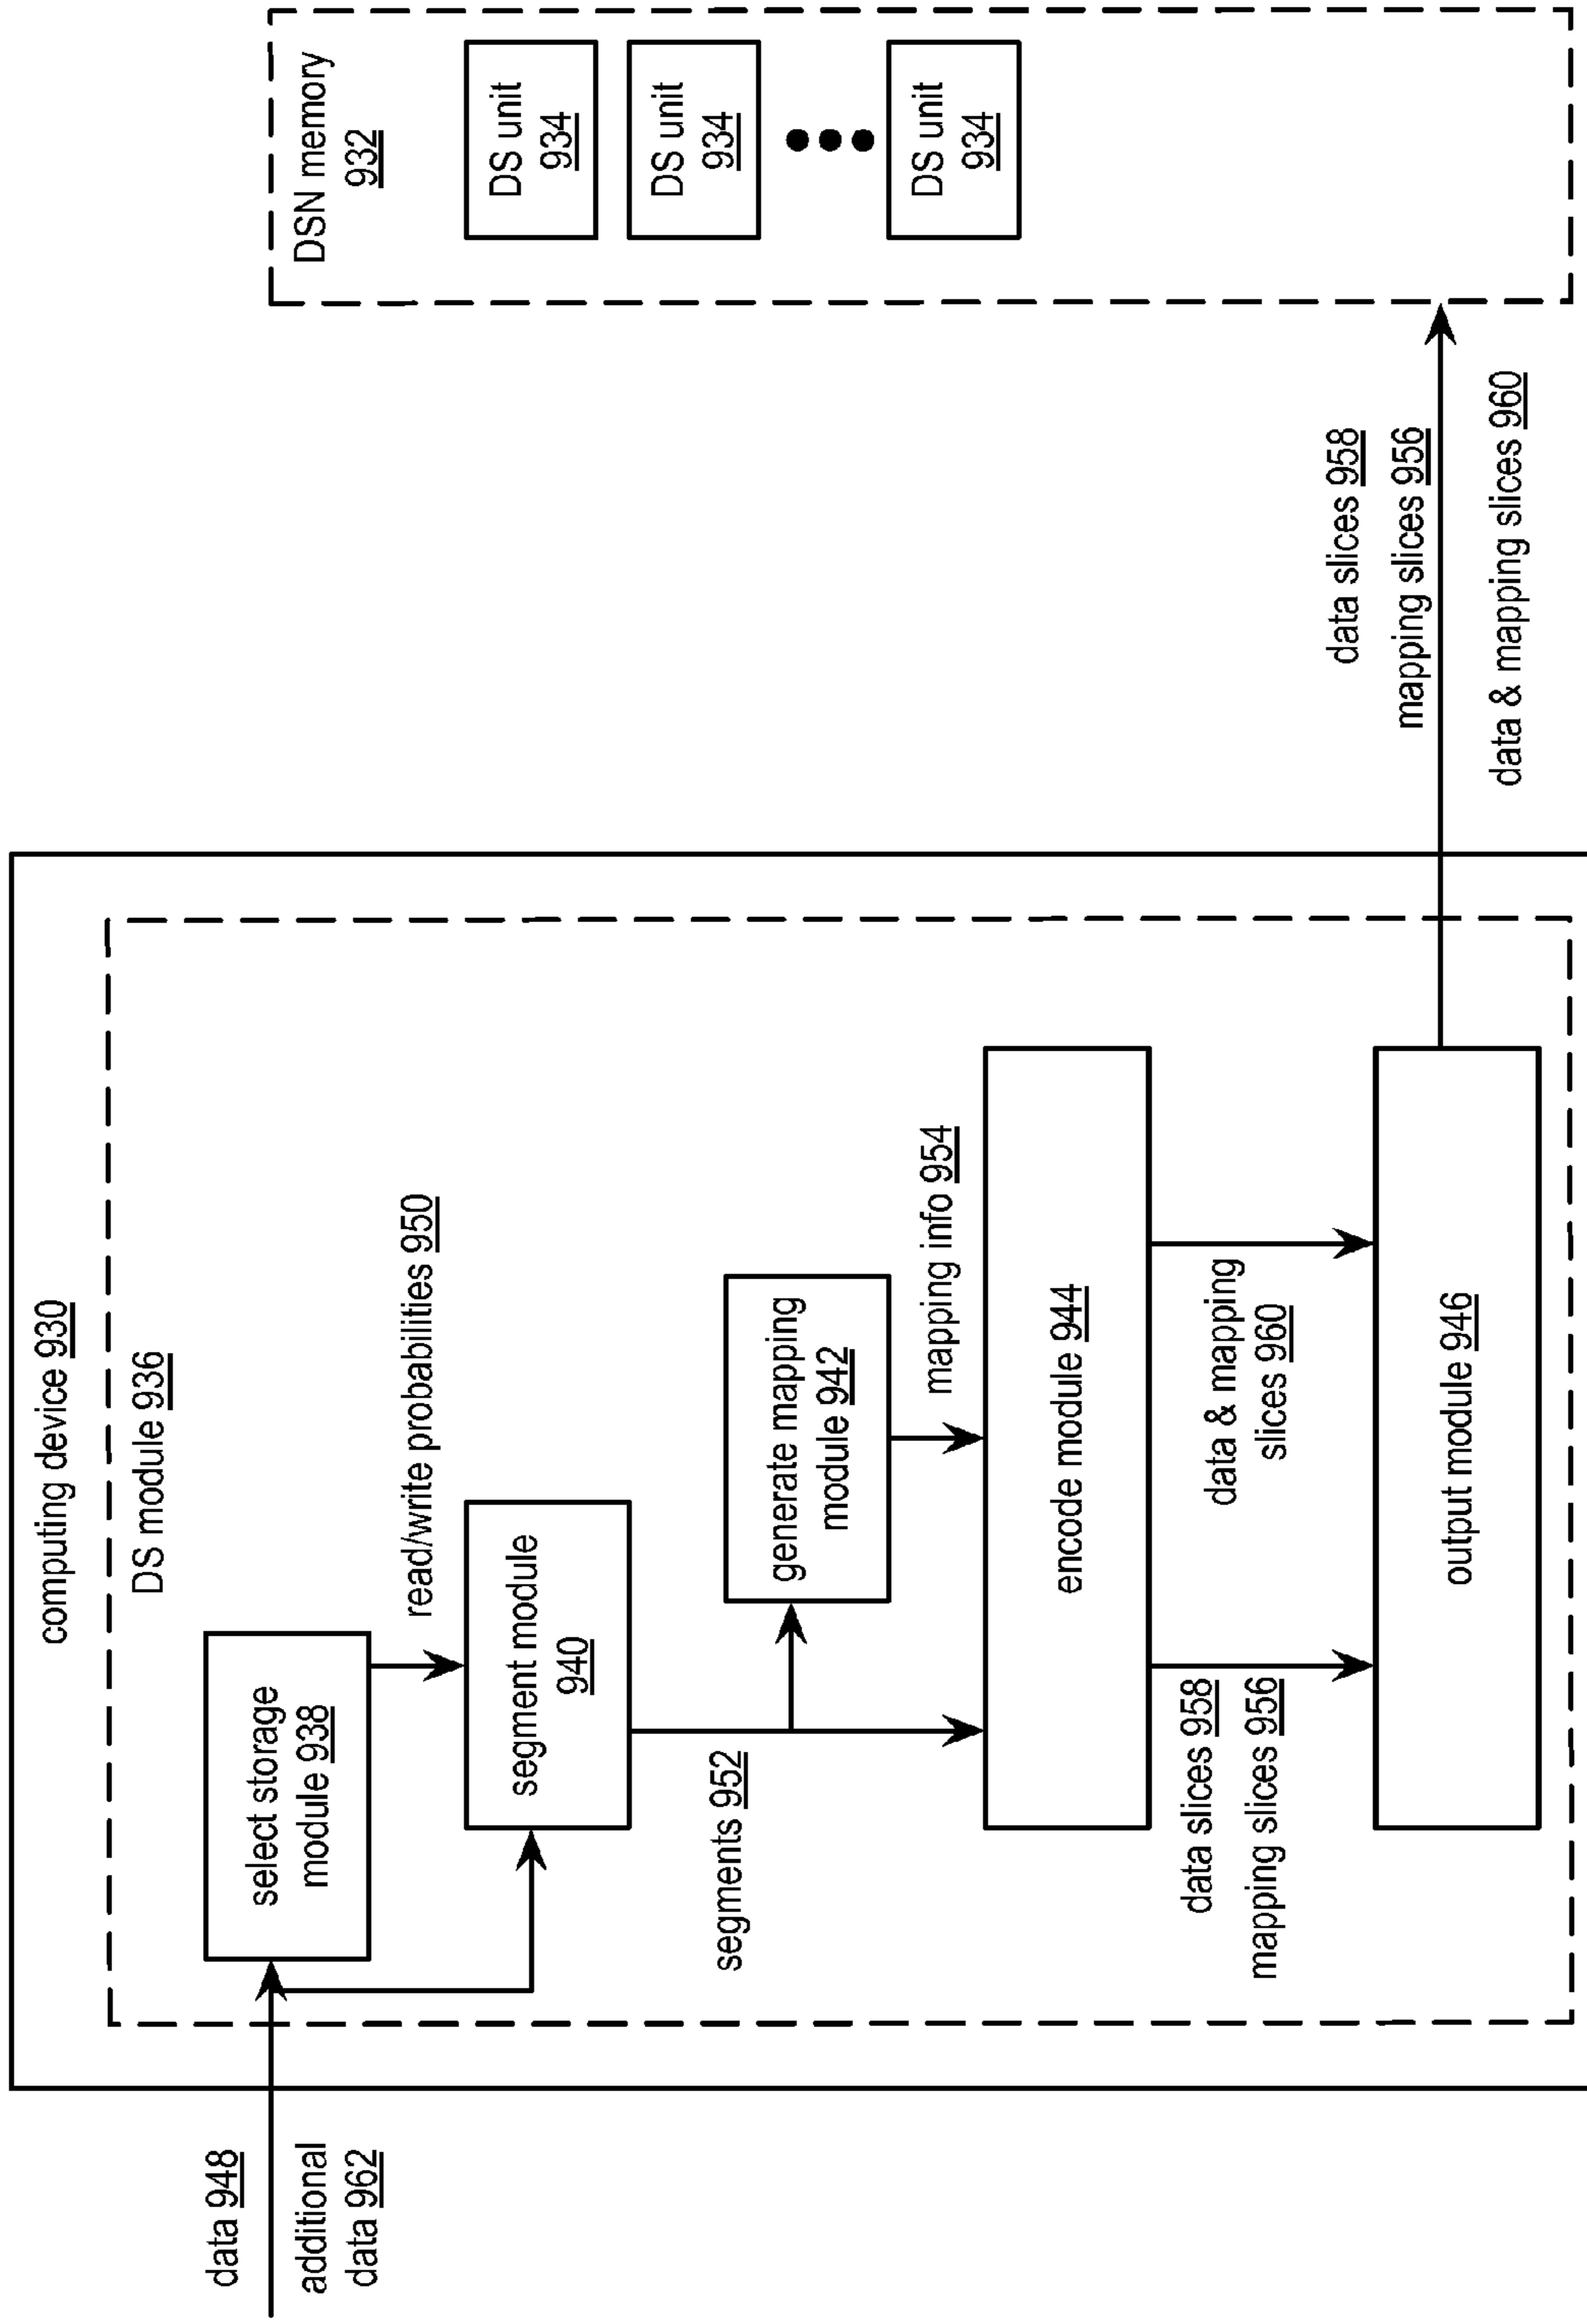 computing device 930
DS module 936
data 948
additional
data 962
select storage
module 938
read/write probabilities 950
segment module
940
segments 952
generate mapping
module 942
mapping info 954
encode module 944
data slices 958
mapping slices 956
data & mapping
slices 960
output module 946
data slices 958
mapping slices 956
data & mapping slices 960
DSN memory
932
DS unit
934
DS unit
934
DS unit
934